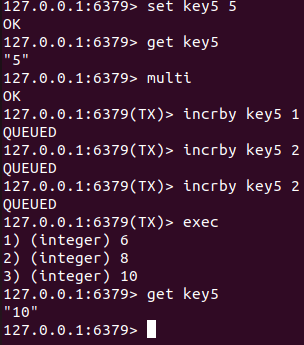 127.0.0.1:6379> set key5 5
OK
127.0.0.1:6379> get key5
"5"
127.0.0.1:6379> multi
OK
127.0.0.1:6379(TX)> incrby key5 1
QUEUED
127.0.0.1:6379(TX)> incrby key5 2
QUEUED
127.0.0.1:6379(TX)> incrby key5 2
QUEUED
127.0.0.1:6379(TX)> exec
1) (integer) 6
2) (integer) 8
3) (integer) 10
127.0.0.1:6379> get key5
"10"
127.0.0.1:6379>